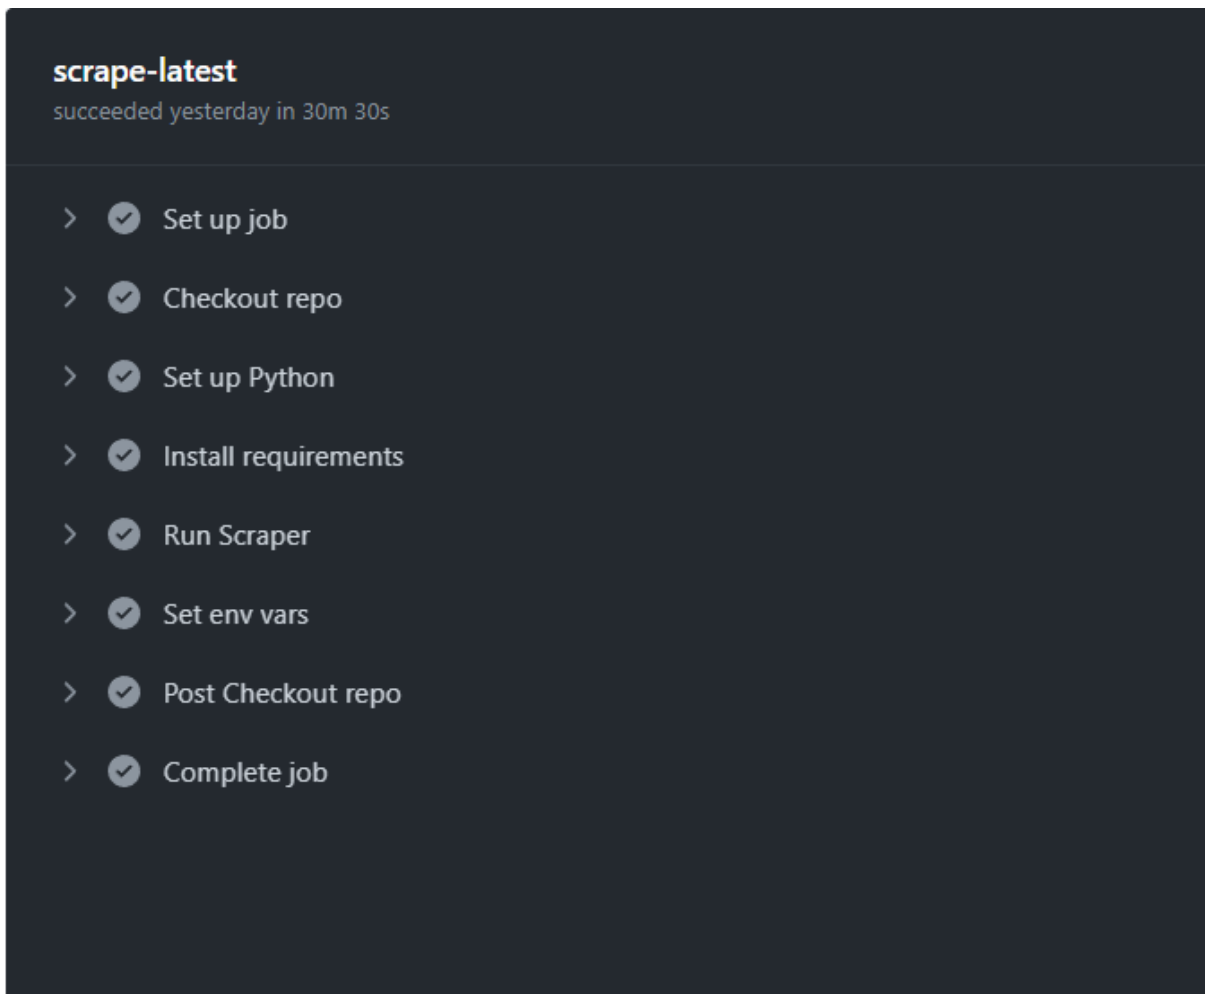 scrape-latest
succeeded yesterday in 30m 30s
Set up job
Checkout repo
Set up Python
Install requirements
Run Scraper
Set env vars
Post Checkout repo
Complete job